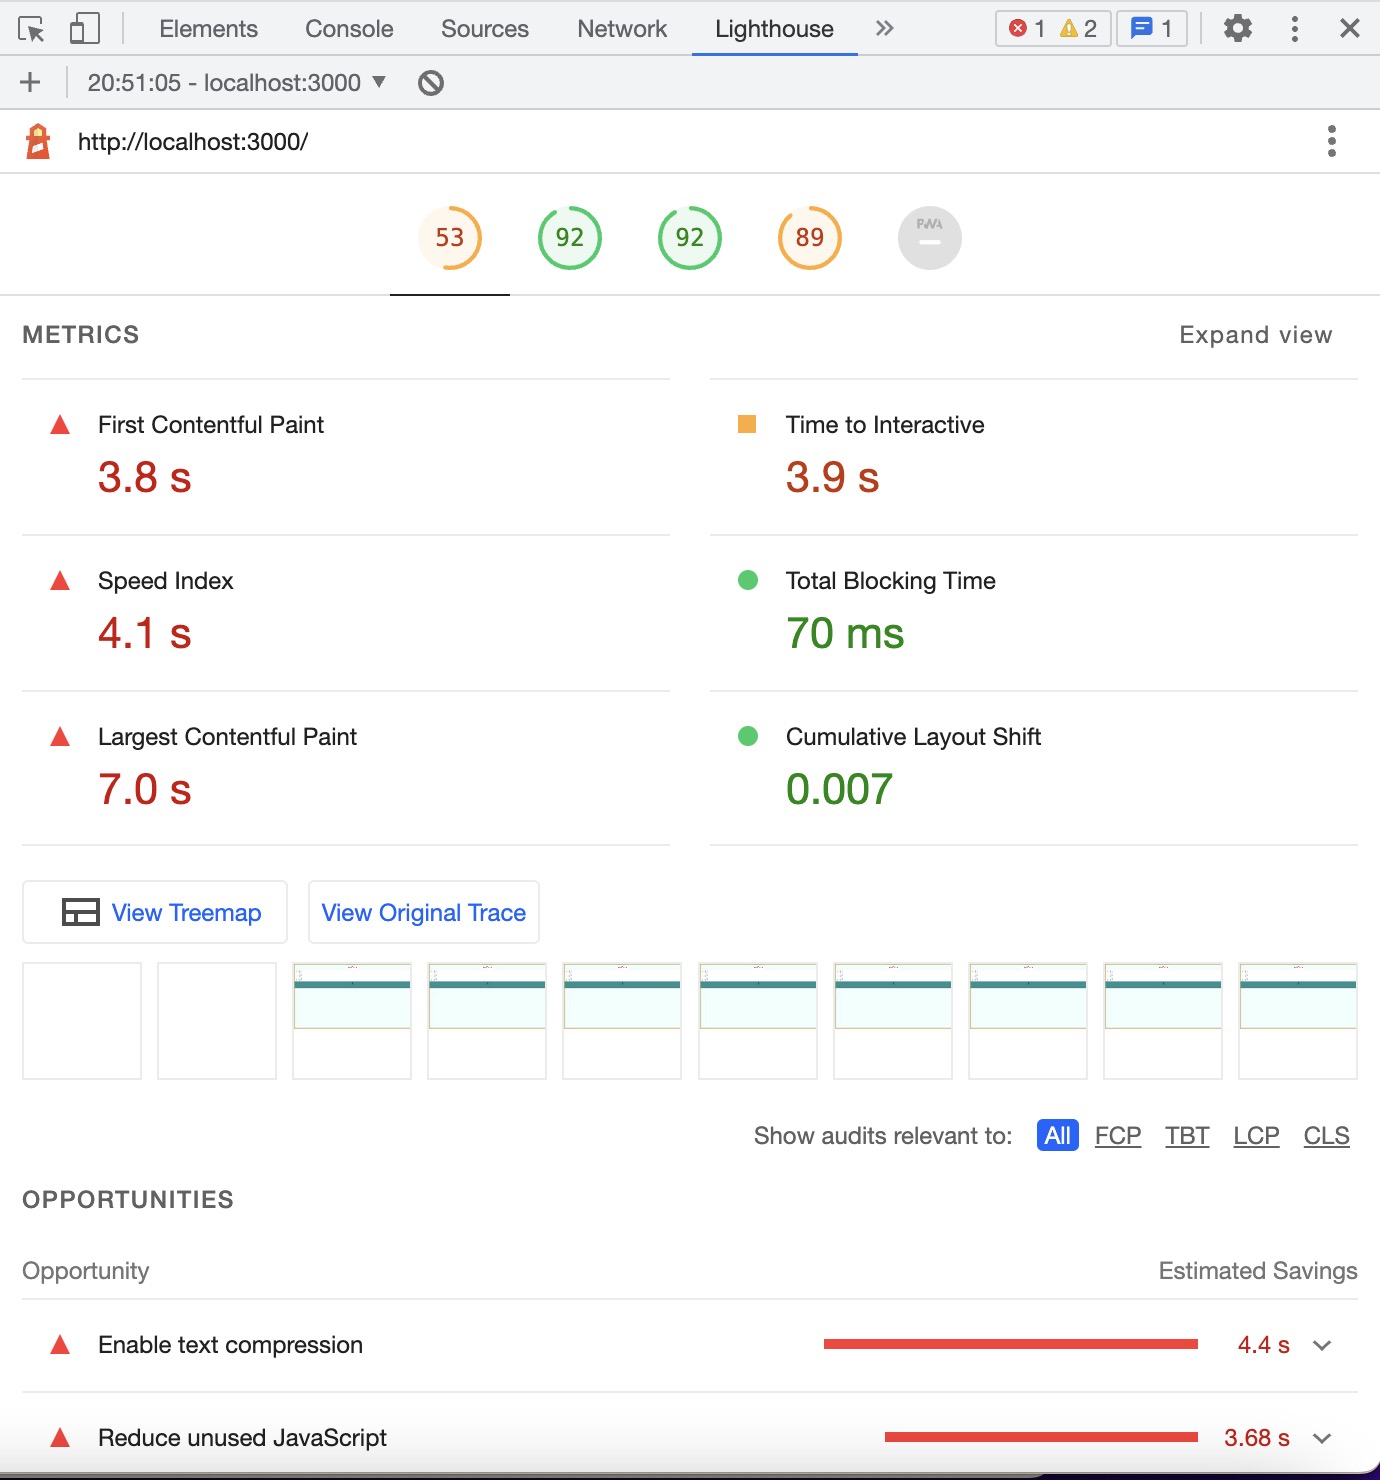 Elements Console Sources Network Lighthouse 1 2 1
20:51:05 - localhost:3000
http://localhost:3000/
53 92 92 89 PWA
METRICS Expand view
First Contentful Paint
3.8 s
Time to Interactive
3.9 s
Speed Index
4.1 s
Total Blocking Time
70 ms
Largest Contentful Paint
7.0 s
Cumulative Layout Shift
0.007
View Treemap View Original Trace
Show audits relevant to: All FCP TBT LCP CLS
OPPORTUNITIES
Opportunity Estimated Savings
Enable text compression 4.4 s
Reduce unused JavaScript 3.68 s